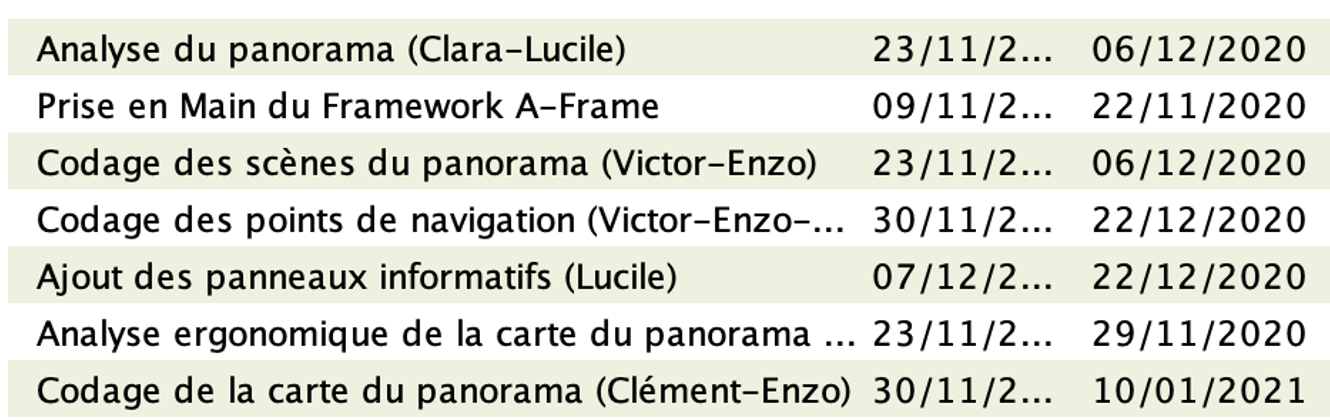 Analyse du panorama (Clara-Lucile) 23/11/2... 06/12/2020
Prise en Main du Framework A-Frame 09/11/2... 22/11/2020
Codage des scènes du panorama (Victor-Enzo) 23/11/2... 06/12/2020
Codage des points de navigation (Victor-Enzo-... 30/11/2... 22/12/2020
Ajout des panneaux informatifs (Lucile) 07/12/2... 22/12/2020
Analyse ergonomique de la carte du panorama ... 23/11/2... 29/11/2020
Codage de la carte du panorama (Clément-Enzo) 30/11/2... 10/01/2021